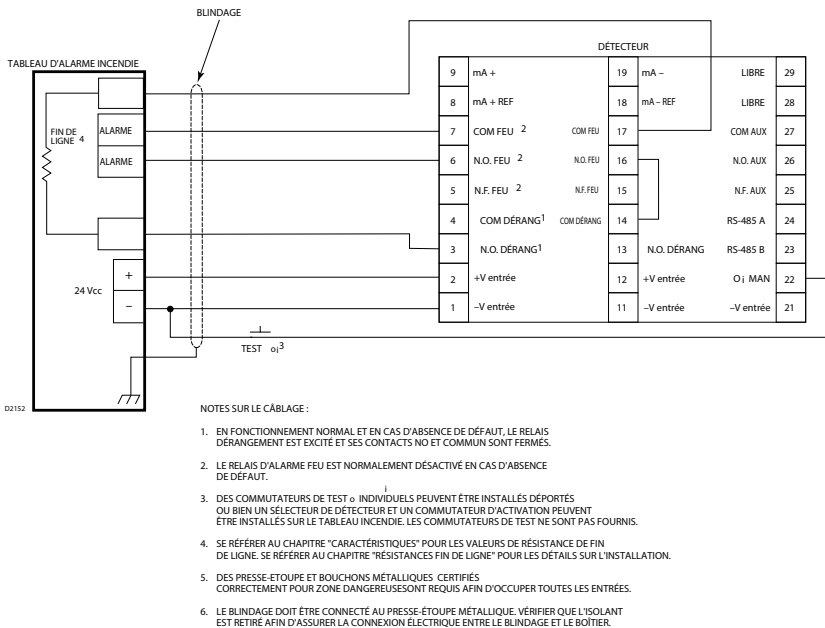 BLINDAGE
DÉTECTEUR
TABLEAU D'ALARME INCENDIE
FIN DE
LIGNE 4
ALARME
ALARME
24 Vcc
+
–
D2152
TEST oi3
9 mA +
8 mA + REF
7 COM FEU 2
6 N.O. FEU 2
5 N.F. FEU 2
4 COM DÉRANG1
3 N.O. DÉRANG1
2 +V entrée
1 –V entrée
19 mA –
18 mA – REF
COM FEU 17
N.O. FEU 16
N.F. FEU 15
COM DÉRANG 14
13 N.O. DÉRANG
12 +V entrée
11 –V entrée
LIBRE 29
LIBRE 28
COM AUX 27
N.O. AUX 26
N.F. AUX 25
RS-485 A 24
RS-485 B 23
Oi MAN 22
–V entrée 21
NOTES SUR LE CÂBLAGE :
1. EN FONCTIONNEMENT NORMAL ET EN CAS D'ABSENCE DE DÉFAUT, LE RELAIS
DÉRANGEMENT EST EXCITÉ ET SES CONTACTS NO ET COMMUN SONT FERMÉS.
2. LE RELAIS D'ALARME FEU EST NORMALEMENT DÉSACTIVÉ EN CAS D'ABSENCE
DE DÉFAUT.
3. DES COMMUTATEURS DE TEST oi INDIVIDUELS PEUVENT ÊTRE INSTALLÉS DÉPORTÉS
OU BIEN UN SÉLECTEUR DE DÉTECTEUR ET UN COMMUTATEUR D'ACTIVATION PEUVENT
ÊTRE INSTALLÉS SUR LE TABLEAU INCENDIE. LES COMMUTATEURS DE TEST NE SONT PAS FOURNIS.
4. SE RÉFÉRER AU CHAPITRE "CARACTÉRISTIQUES" POUR LES VALEURS DE RÉSISTANCE DE FIN
DE LIGNE. SE RÉFÉRER AU CHAPITRE "RÉSISTANCES FIN DE LIGNE" POUR LES DÉTAILS SUR L'INSTALLATION.
5. DES PRESSE-ETOUPE ET BOUCHONS MÉTALLIQUES CERTIFIÉS
CORRECTEMENT POUR ZONE DANGEREUSESONT REQUIS AFIN D'OCCUPER TOUTES LES ENTRÉES.
6. LE BLINDAGE DOIT ÊTRE CONNECTÉ AU PRESSE-ÉTOUPE MÉTALLIQUE. VÉRIFIER QUE L'ISOLANT
EST RETIRÉ AFIN D'ASSURER LA CONNEXION ÉLECTRIQUE ENTRE LE BLINDAGE ET LE BOÎTIER.